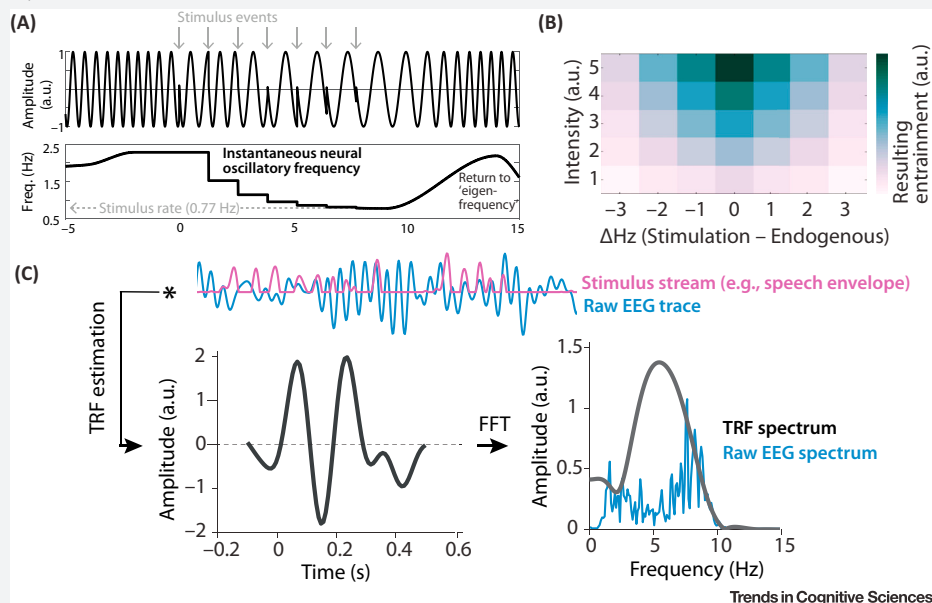 (A)
Stimulus events
Amplitude
(a.u.)
1
−1
Freq. (Hz)
2.5
1.5
0.5
Instantaneous neural
oscillatory frequency
Return to
'eigen-
frequency'
Stimulus rate (0.77 Hz)
−5
0
5
10
15
(B)
Intensity (a.u.)
5
4
3
2
1
−3
−2
−1
0
1
2
3
ΔHz (Stimulation – Endogenous)
Resulting
entrainment (a.u.)
(C)
*
Stimulus stream (e.g., speech envelope)
Raw EEG trace
TRF estimation
Amplitude (a.u.)
2
1
0
−1
−2
−0.2
0
0.2
0.4
0.6
Time (s)
FFT
Amplitude (a.u.)
1.5
1
0.5
0
TRF spectrum
Raw EEG spectrum
0
5
10
15
Frequency (Hz)
Trends in Cognitive Sciences